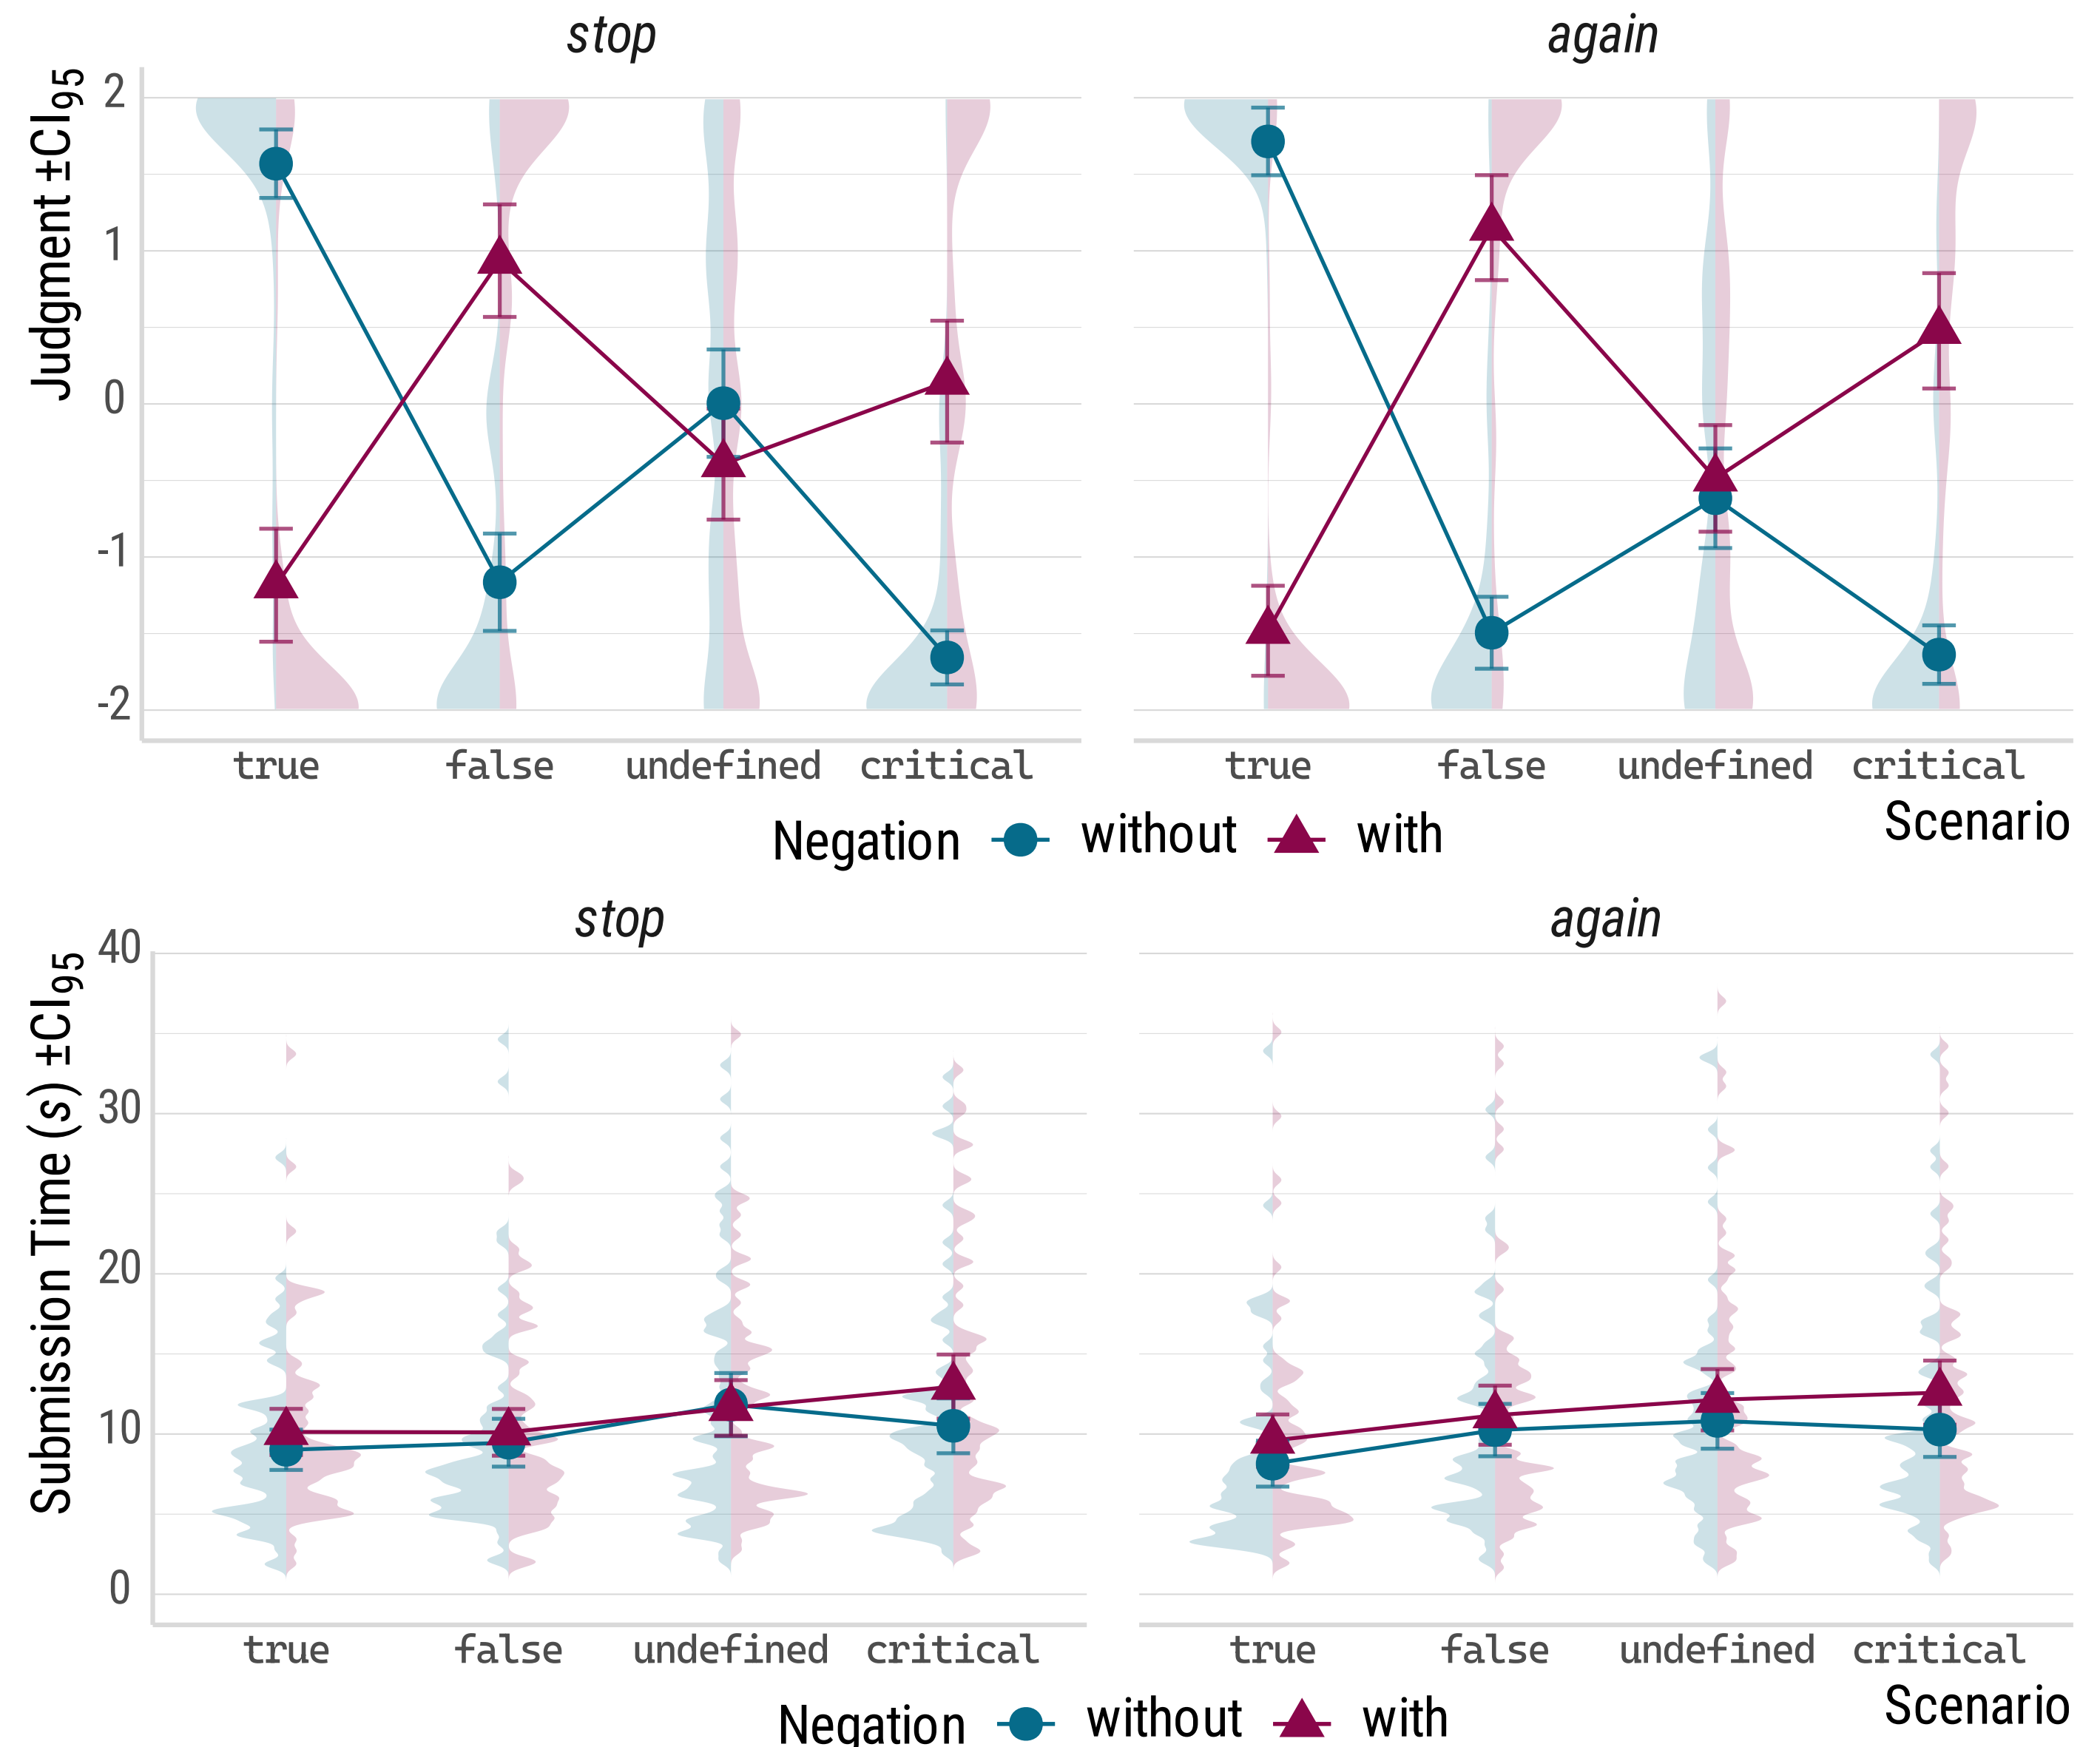 stop again
Judgment ±CI95
2
1
0
-1
-2
true false undefined critical true false undefined critical
Scenario
Negation without with
stop again
Submission Time (s) ±CI95
40
30
20
10
0
true false undefined critical true false undefined critical
Scenario
Negation without with